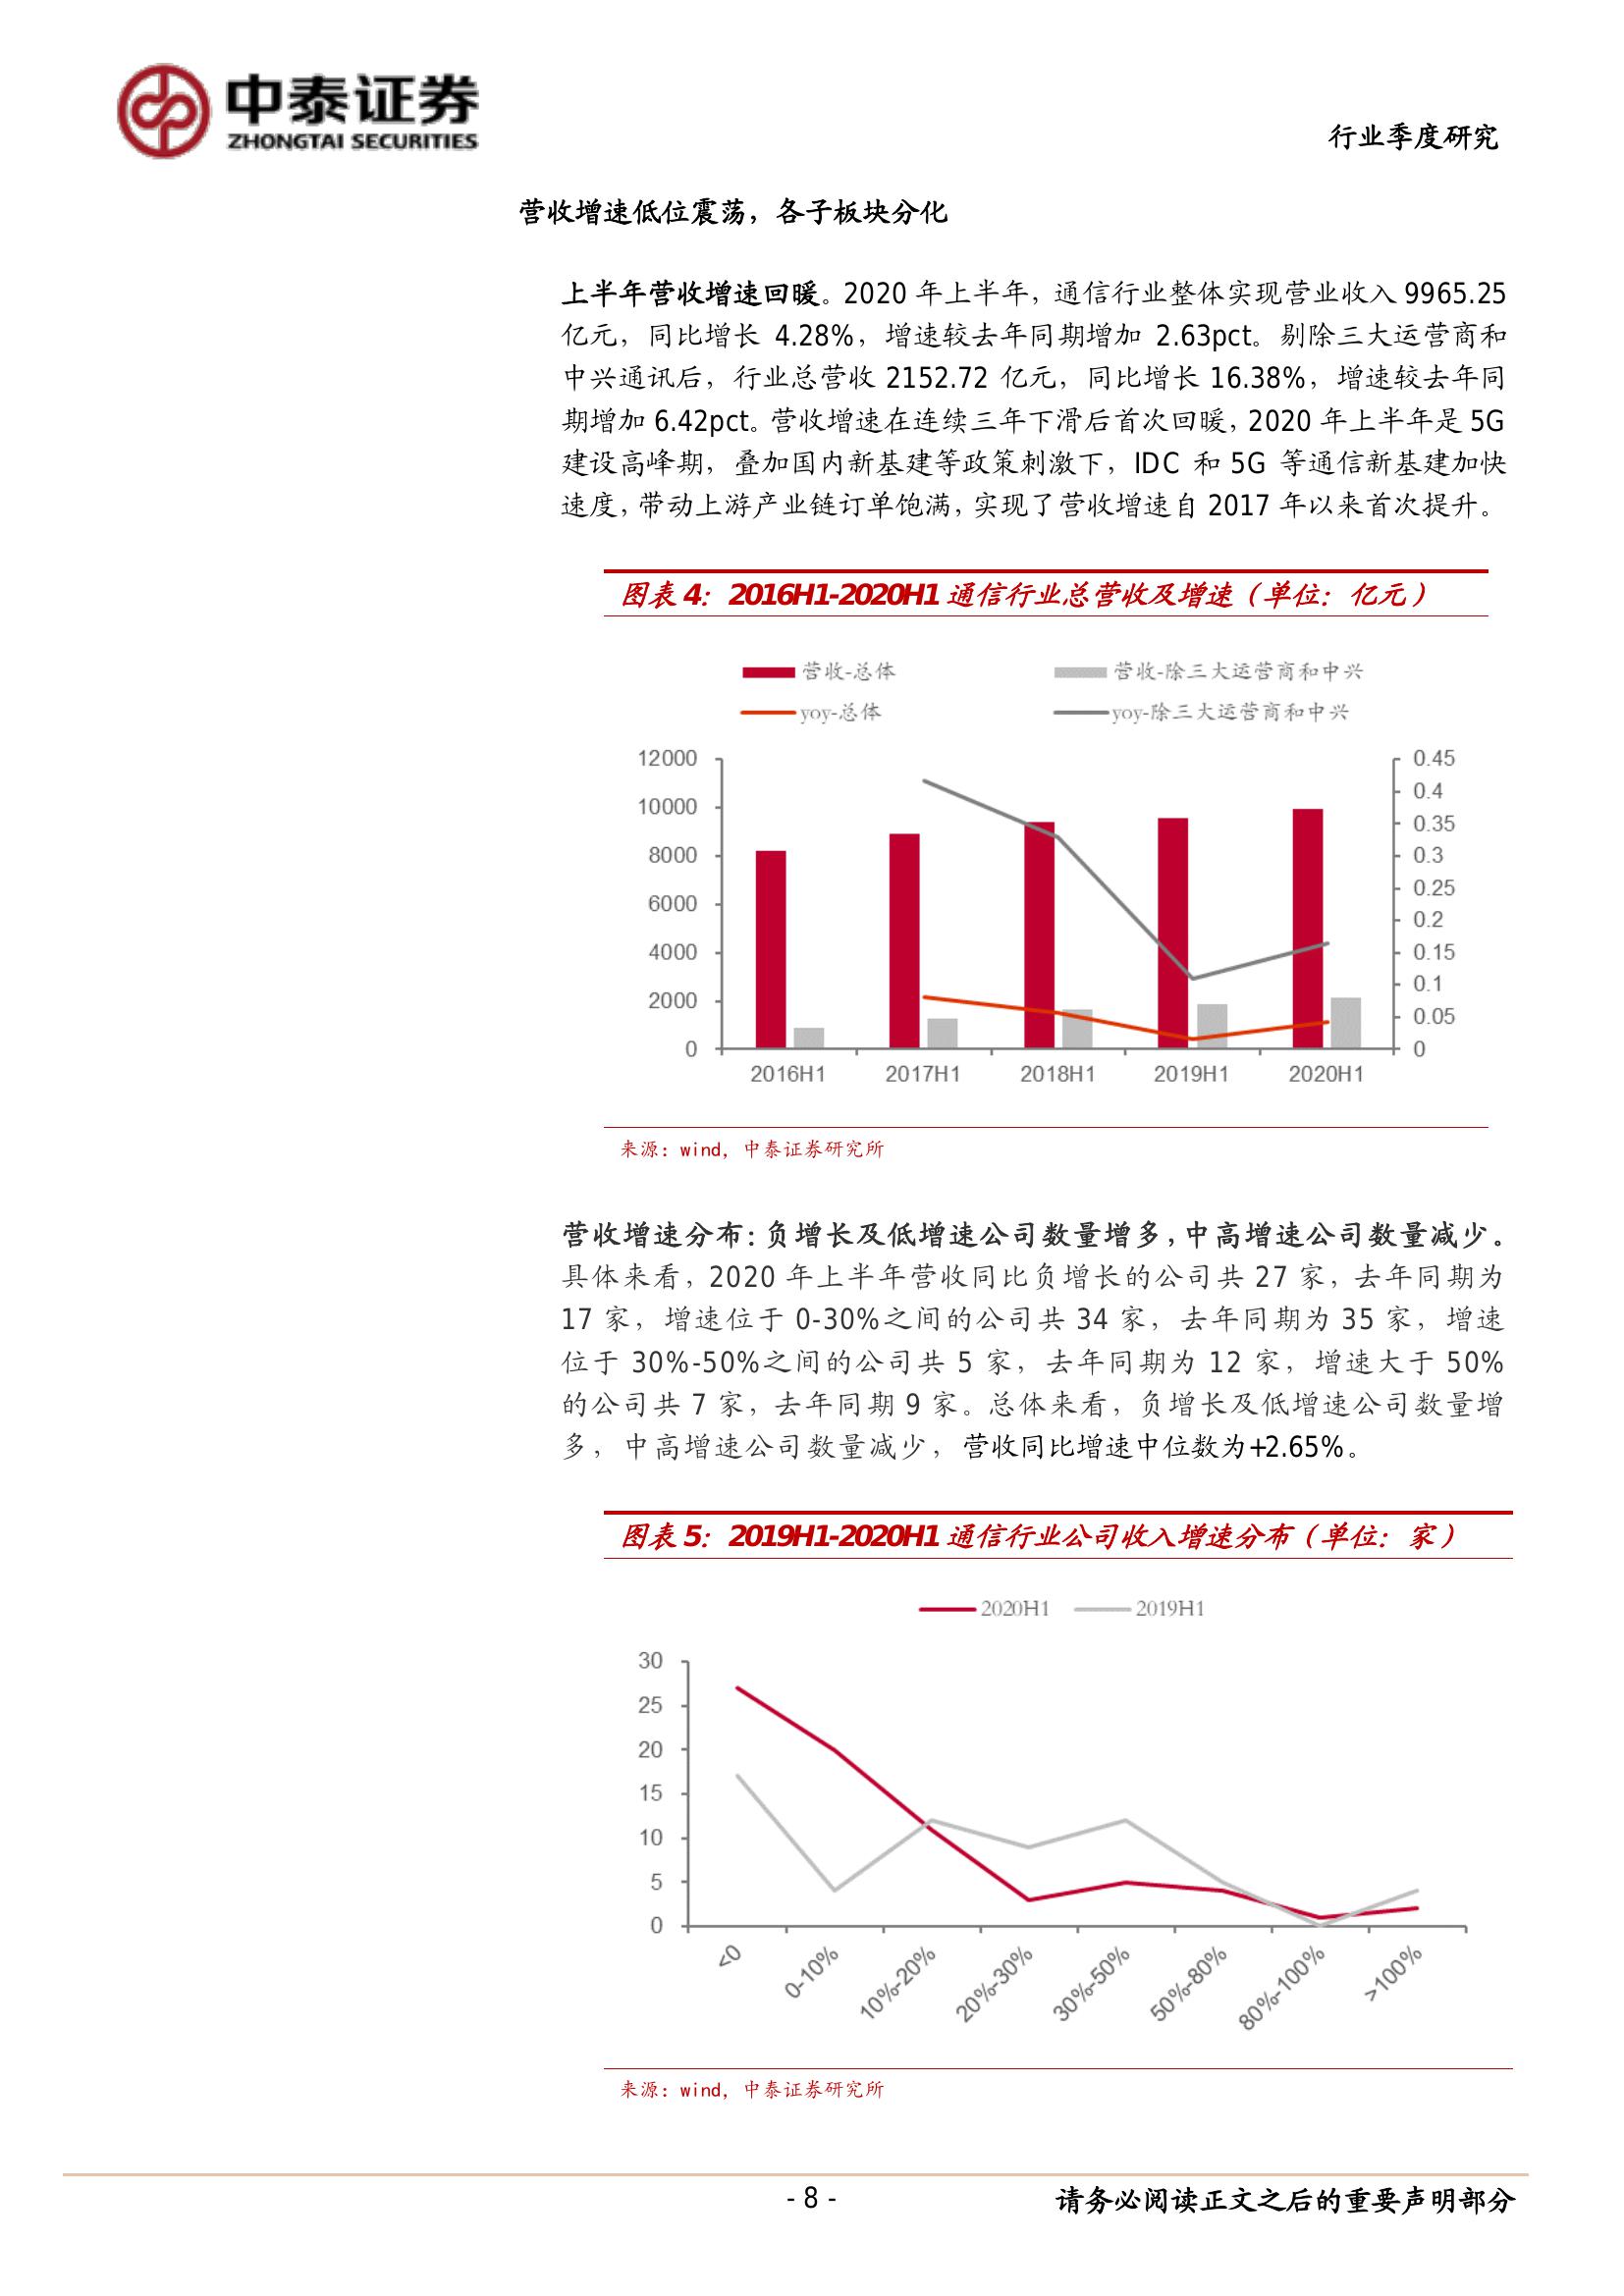 中泰证券
ZHONGTAI SECURITIES
行业季度研究
营收增速低位震荡，各子板块分化
上半年营收增速回暖。2020 年上半年，通信行业整体实现营业收入 9965.25
亿元，同比增长 4.28%，增速较去年同期增加 2.63pct。剔除三大运营商和
中兴通讯后，行业总营收 2152.72 亿元，同比增长 16.38%，增速较去年同
期增加 6.42pct。营收增速在连续三年下滑后首次回暖，2020 年上半年是 5G
建设高峰期，叠加国内新基建等政策刺激下，IDC 和 5G 等通信新基建加快
速度，带动上游产业链订单饱满，实现了营收增速自 2017 年以来首次提升。
图表 4：2016H1-2020H1 通信行业总营收及增速（单位：亿元）
营收-总体 营收-除三大运营商和中兴
yoy-总体 yoy-除三大运营商和中兴
12000 0.45
0.4
10000
0.35
8000 0.3
0.25
6000
0.2
4000 0.15
0.1
2000
0.05
0 0
2016H1 2017H1 2018H1 2019H1 2020H1
来源：wind，中泰证券研究所
营收增速分布：负增长及低增速公司数量增多，中高增速公司数量减少。
具体来看，2020 年上半年营收同比负增长的公司共 27 家，去年同期为
17 家，增速位于 0-30%之间的公司共 34 家，去年同期为 35 家，增速
位于 30%-50%之间的公司共 5 家，去年同期为 12 家，增速大于 50%
的公司共 7 家，去年同期 9 家。总体来看，负增长及低增速公司数量增
多，中高增速公司数量减少，营收同比增速中位数为+2.65%。
图表 5：2019H1-2020H1 通信行业公司收入增速分布（单位：家）
2020H1 2019H1
30
25
20
15
10
5
0
<0 0-10% 10%-20% 20%-30% 30%-50% 50%-80% 80%-100% >100%
来源：wind，中泰证券研究所
- 8 -
请务必阅读正文之后的重要声明部分